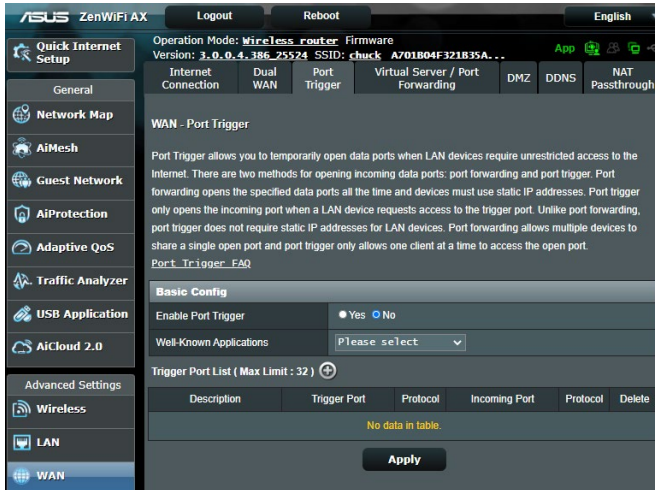 ASUS ZenWiFi AX
Logout
Reboot
English
Quick Internet
Setup
General
Network Map
AiMesh
Guest Network
AiProtection
Adaptive QoS
Traffic Analyzer
USB Application
AiCloud 2.0
Advanced Settings
Wireless
LAN
WAN
Operation Mode: Wireless router Firmware
Version: 3.0.0.4.386_25524 SSID: chuck A701B04F321B35A...
App
Internet
Connection
Dual
WAN
Port
Trigger
Virtual Server / Port
Forwarding
DMZ
DDNS
NAT
Passthrough
WAN - Port Trigger
Port Trigger allows you to temporarily open data ports when LAN devices require unrestricted access to the
Internet. There are two methods for opening incoming data ports: port forwarding and port trigger. Port
forwarding opens the specified data ports all the time and devices must use static IP addresses. Port trigger
only opens the incoming port when a LAN device requests access to the trigger port. Unlike port forwarding,
port trigger does not require static IP addresses for LAN devices. Port forwarding allows multiple devices to
share a single open port and port trigger only allows one client at a time to access the open port.
Port Trigger FAQ
Basic Config
Enable Port Trigger Yes No
Well-Known Applications Please select
Trigger Port List ( Max Limit : 32 )
Description Trigger Port Protocol Incoming Port Protocol Delete
No data in table.
Apply